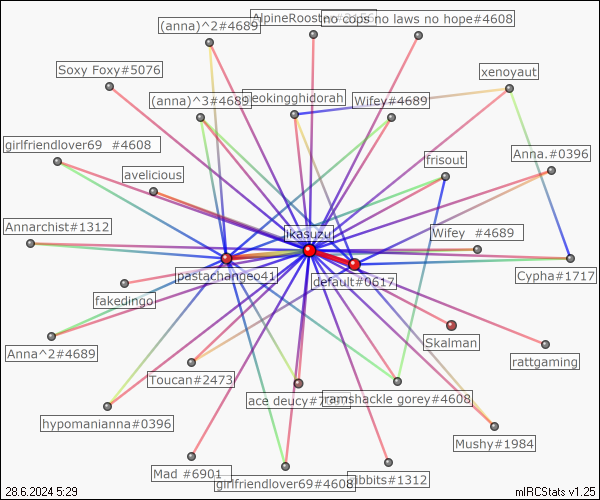 (anna)^2#4689
AlpineRooster
no cops no laws no hope#4608
Soxy Foxy#5076
xenoyaut
(anna)^3#4689
eokingghidorah
Wifey#4689
girlfriendlover69 #4608
frisout
Anna.#0396
avelicious
Annarchist#1312
ikasuzu
Wifey #4689
pastachangeo41
default#0617
Cypha#1717
fakedingo
Skalman
Anna^2#4689
rattgaming
Toucan#2473
ace deucy
ramshackle gorey#4608
hypomanianna#0396
Mushy#1984
Mad #6901
girlfriendlover69#4608
ibbits#1312
28.6.2024 5:29
mIRCStats v1.25